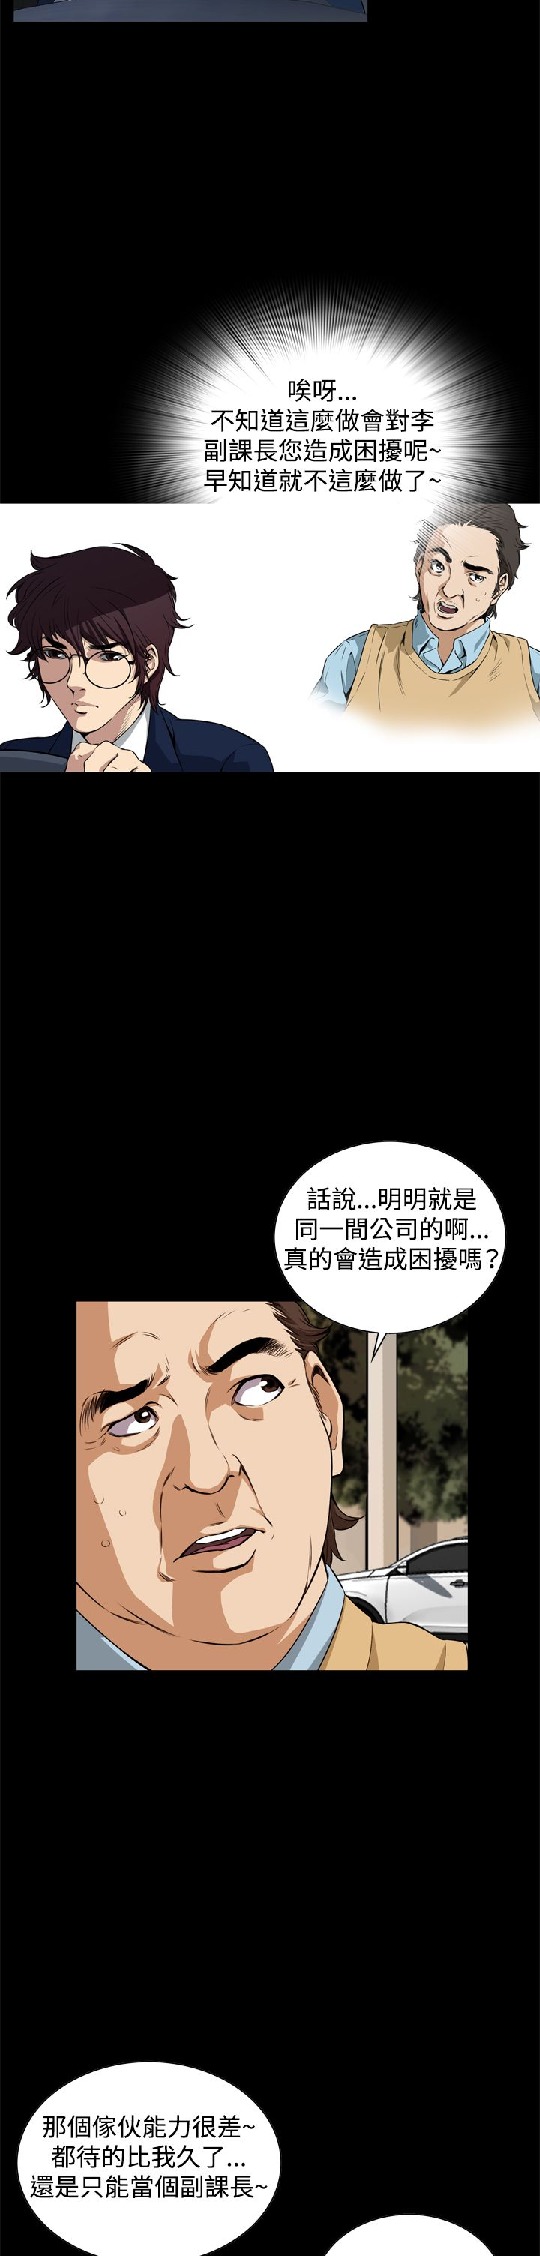 唉呀...
不知道這麼做會對李
副課長您造成困擾呢~
早知道就不這麼做了~
話說...明明就是
同一間公司的啊...
真的會造成困擾嗎?
那個傢伙能力很差~
都待的比我久了...
還是只能當個副課長~